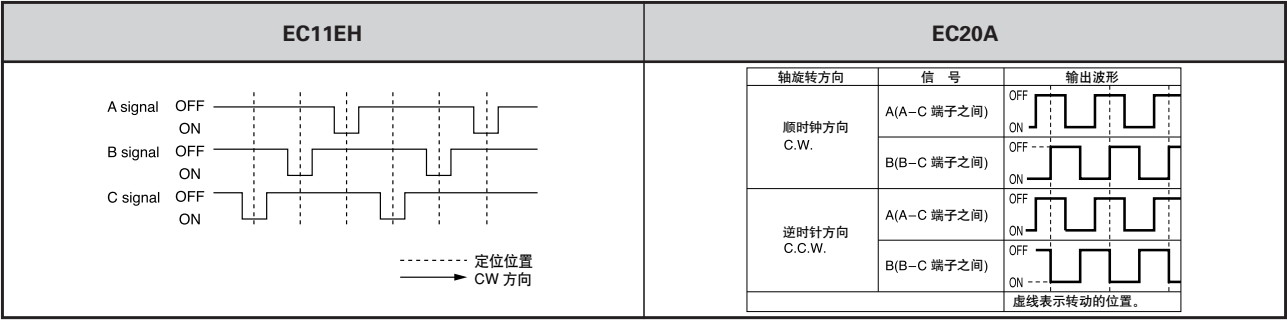 EC11EH
EC20A
A signal OFF
ON
B signal OFF
ON
C signal OFF
ON
定位位置
CW 方向
轴旋转方向 信 号 输出波形
顺时钟方向
C.W.
A(A–C 端子之间)
OFF
ON
B(B–C 端子之间)
OFF
ON
逆时针方向
C.C.W.
A(A–C 端子之间)
OFF
ON
B(B–C 端子之间)
OFF
ON
虚线表示转动的位置。